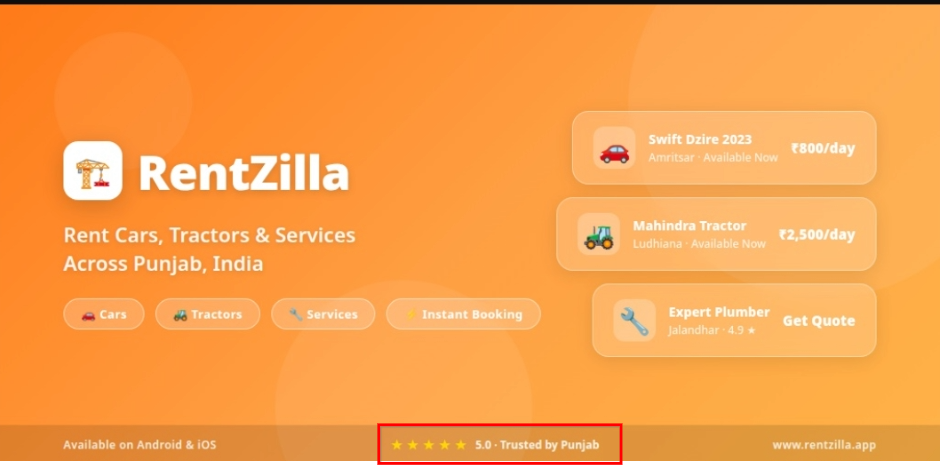 RentZilla
Rent Cars, Tractors & Services
Across Punjab, India
Cars
Tractors
Services
Instant Booking
Swift Dzire 2023
Amritsar · Available Now
₹800/day
Mahindra Tractor
Ludhiana · Available Now
₹2,500/day
Expert Plumber
Jalandhar · 4.9 ★
Get Quote
Available on Android & iOS
★ ★ ★ ★ ★ 5.0 · Trusted by Punjab
www.rentzilla.app